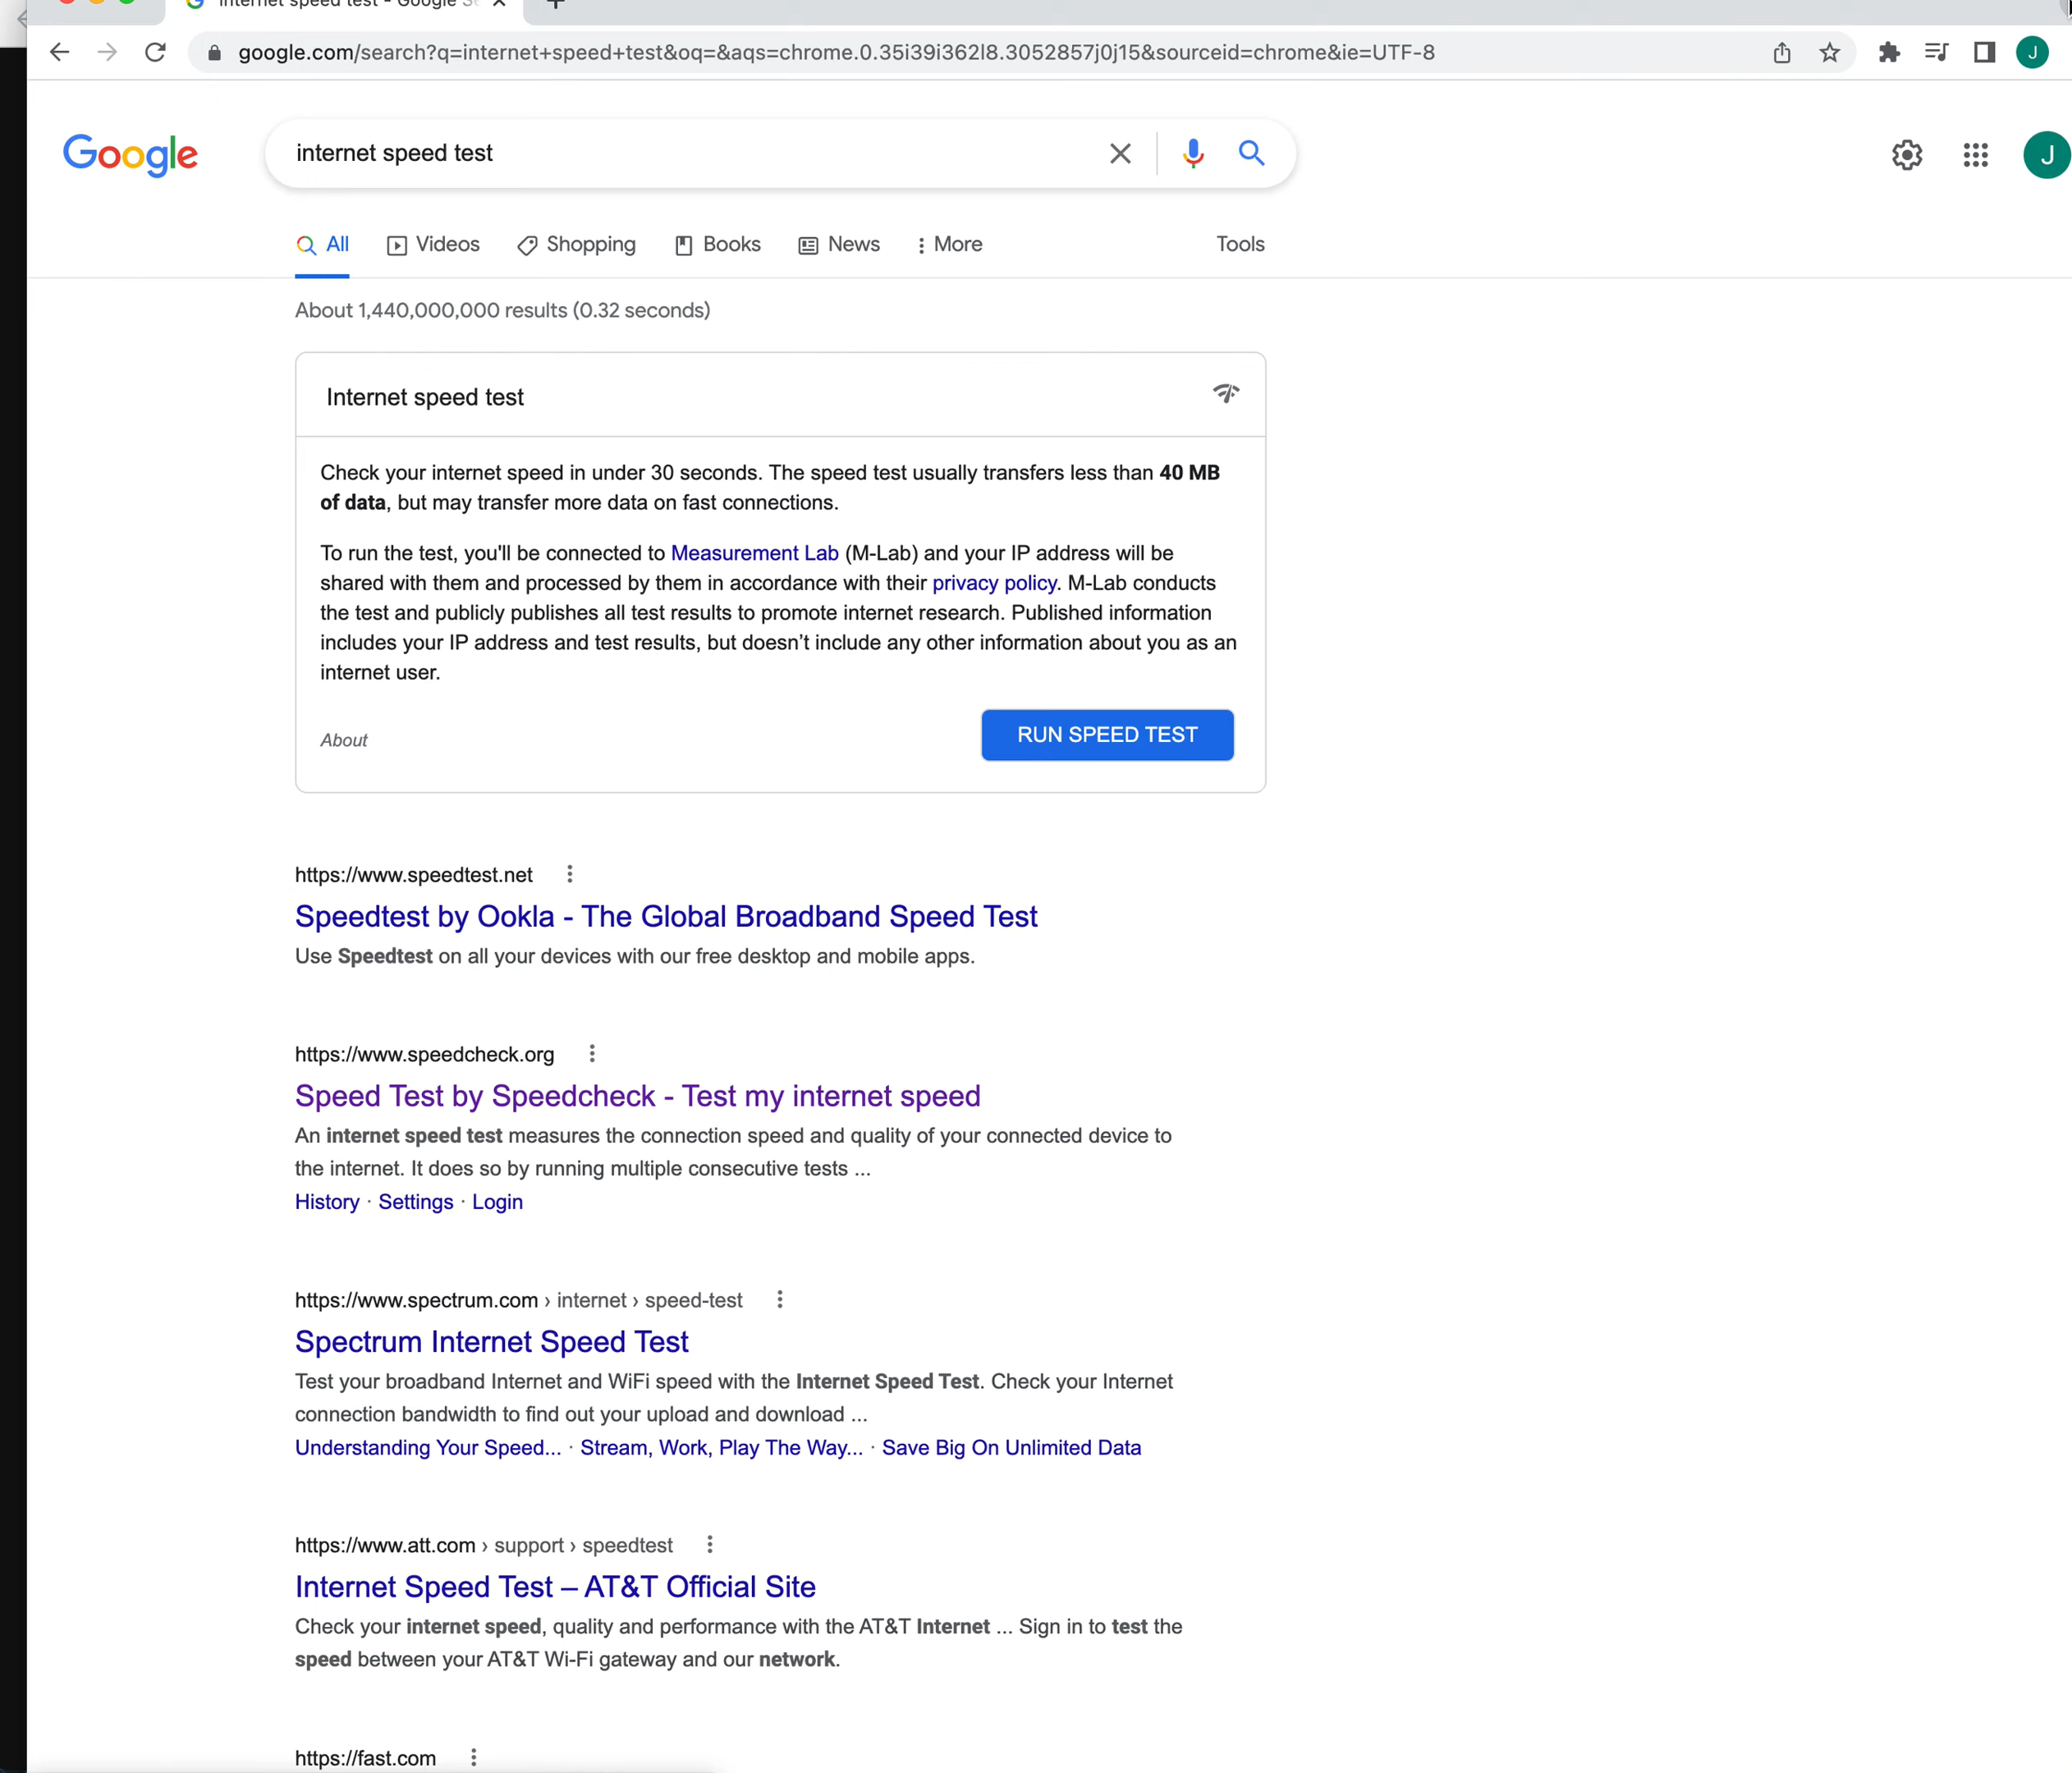 internet speed test - Google Se
google.com/search?q=internet+speed+test&oq=&aqs=chrome.0.35i39i362l8.3052857j0j15&sourceid=chrome&ie=UTF-8
J
Google
internet speed test
J
All
Videos
Shopping
Books
News
More
Tools
About 1,440,000,000 results (0.32 seconds)
Internet speed test
Check your internet speed in under 30 seconds. The speed test usually transfers less than 40 MB
of data, but may transfer more data on fast connections.
To run the test, you'll be connected to Measurement Lab (M-Lab) and your IP address will be
shared with them and processed by them in accordance with their privacy policy. M-Lab conducts
the test and publicly publishes all test results to promote internet research. Published information
includes your IP address and test results, but doesn’t include any other information about you as an
internet user.
About
RUN SPEED TEST
https://www.speedtest.net
Speedtest by Ookla - The Global Broadband Speed Test
Use Speedtest on all your devices with our free desktop and mobile apps.
https://www.speedcheck.org
Speed Test by Speedcheck - Test my internet speed
An internet speed test measures the connection speed and quality of your connected device to
the internet. It does so by running multiple consecutive tests ...
History · Settings · Login
https://www.spectrum.com › internet › speed-test
Spectrum Internet Speed Test
Test your broadband Internet and WiFi speed with the Internet Speed Test. Check your Internet
connection bandwidth to find out your upload and download ...
Understanding Your Speed... · Stream, Work, Play The Way... · Save Big On Unlimited Data
https://www.att.com › support › speedtest
Internet Speed Test – AT&T Official Site
Check your internet speed, quality and performance with the AT&T Internet ... Sign in to test the
speed between your AT&T Wi-Fi gateway and our network.
https://fast.com